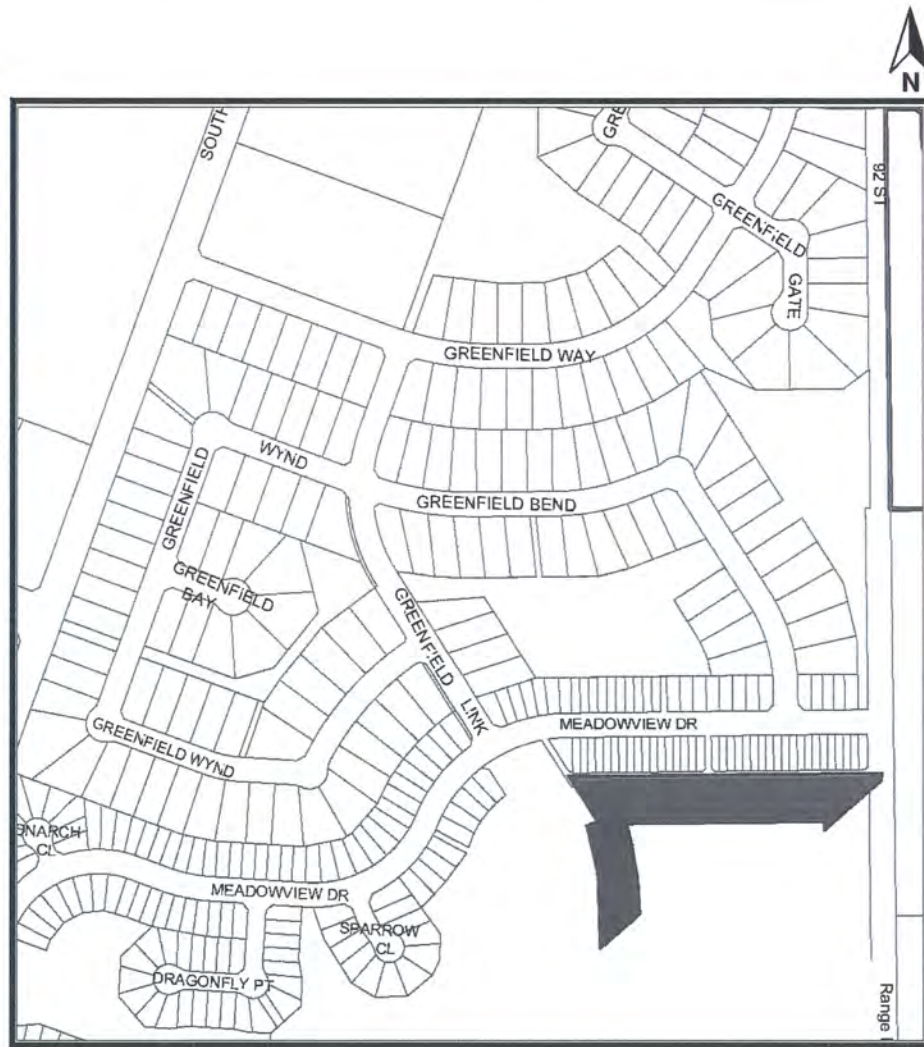 N
SOUTH
GRE
92 ST
GREENFIELD
GATE
GREENFIELD WAY
WYND
GREENFIELD
GREENFIELD BEND
GREENFIELD
BAY
GREENFIELD
LINK
MEADOWVIEW DR
GREENFIELD WYND
ONARCH
CL
MEADOWVIEW DR
SPARROW
CL
DRAGONFLY PT
Range